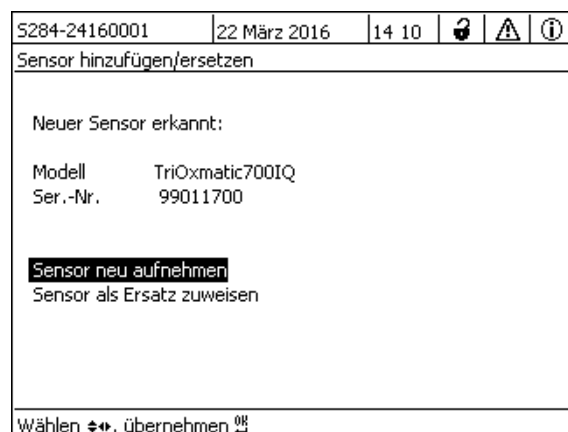 S284-24160001 22 März 2016 14 10
Sensor hinzufügen/ersetzen
Neuer Sensor erkannt:
Modell TriOxmatic700IQ
Ser.-Nr. 99011700
Sensor neu aufnehmen
Sensor als Ersatz zuweisen
Wählen, übernehmen OK